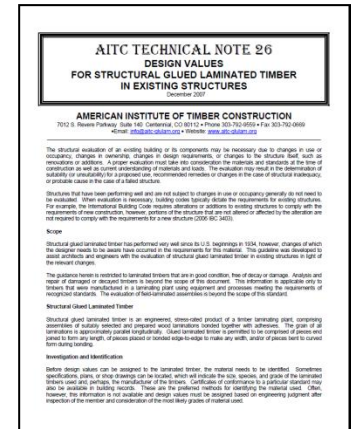 AITC TECHNICAL NOTE 26
DESIGN VALUES
FOR STRUCTURAL GLUED LAMINATED TIMBER
IN EXISTING STRUCTURES
December 2007
AMERICAN INSTITUTE OF TIMBER CONSTRUCTION
7012 S. Revere Parkway Suite 140 Centennial, CO 80112 • Phone 303-792-9559 • Fax 303-792-0669
•Email: info@aitc-glulam.org • Website: www.aitc-glulam.org
The structural evaluation of an existing building or its components may be necessary due to changes in use or
occupancy, changes in ownership, changes in design requirements, or changes to the structure itself, such as
renovations or additions. A proper evaluation must take into consideration the materials and standards at the time of
construction as well as current understanding of materials and loads. The evaluation may result in the determination of
suitability (or unsuitability) for a proposed use, recommended remedies or changes in the case of structural inadequacy,
or probable cause in the case of a failed structure.
Structures that have been performing well and are not subject to changes in use or occupancy generally do not need to
be evaluated. When evaluation is necessary, building codes typically dictate the requirements for existing structures.
For example, the International Building Code requires alterations or additions to existing structures to comply with the
requirements of new construction, however, portions of the structure that are not altered or affected by the alteration are
not required to comply with the requirements for a new structure (2006 IBC 3403).
Scope
Structural glued laminated timber has performed very well since its U.S. beginnings in 1934, however, changes of which
the designer needs to be aware have occurred in the requirements for this material. This guideline was developed to
assist architects and engineers with the evaluation of structural glued laminated timber in existing structures in light of
the relevant changes.
The guidance herein is restricted to laminated timbers that are in good condition, free of decay or damage. Analysis and
repair of damaged or decayed timbers is beyond the scope of this document. This information is applicable only to
timbers that were manufactured in a laminating plant using equipment and processes meeting the requirements of
recognized standards. The evaluation of field-laminated assemblies is beyond the scope of this standard.
Structural Glued Laminated Timber
Structural glued laminated timber is an engineered, stress-rated product of a timber laminating plant, comprising
assemblies of suitably selected and prepared wood laminations bonded together with adhesives. The grain of all
laminations is approximately parallel longitudinally. Glued laminated timber is permitted to be comprised of pieces end
joined to form any length, of pieces placed or bonded edge-to-edge to make any width, and/or of pieces bent to curved
form during bonding.
Investigation and Identification
Before design values can be assigned to the laminated timber, the material needs to be identified. Sometimes
specifications, plans, or shop drawings can be located, which will indicate the size, species, and grade of the laminated
timbers used and, perhaps, the manufacturer of the timbers. Certificates of conformance to a particular standard may
also be available in building records. These are the preferred methods for identifying the material used. Often,
however, this information is not available and design values must be assigned based on engineering judgment after
inspection of the member and consideration of the most likely grades of material used.